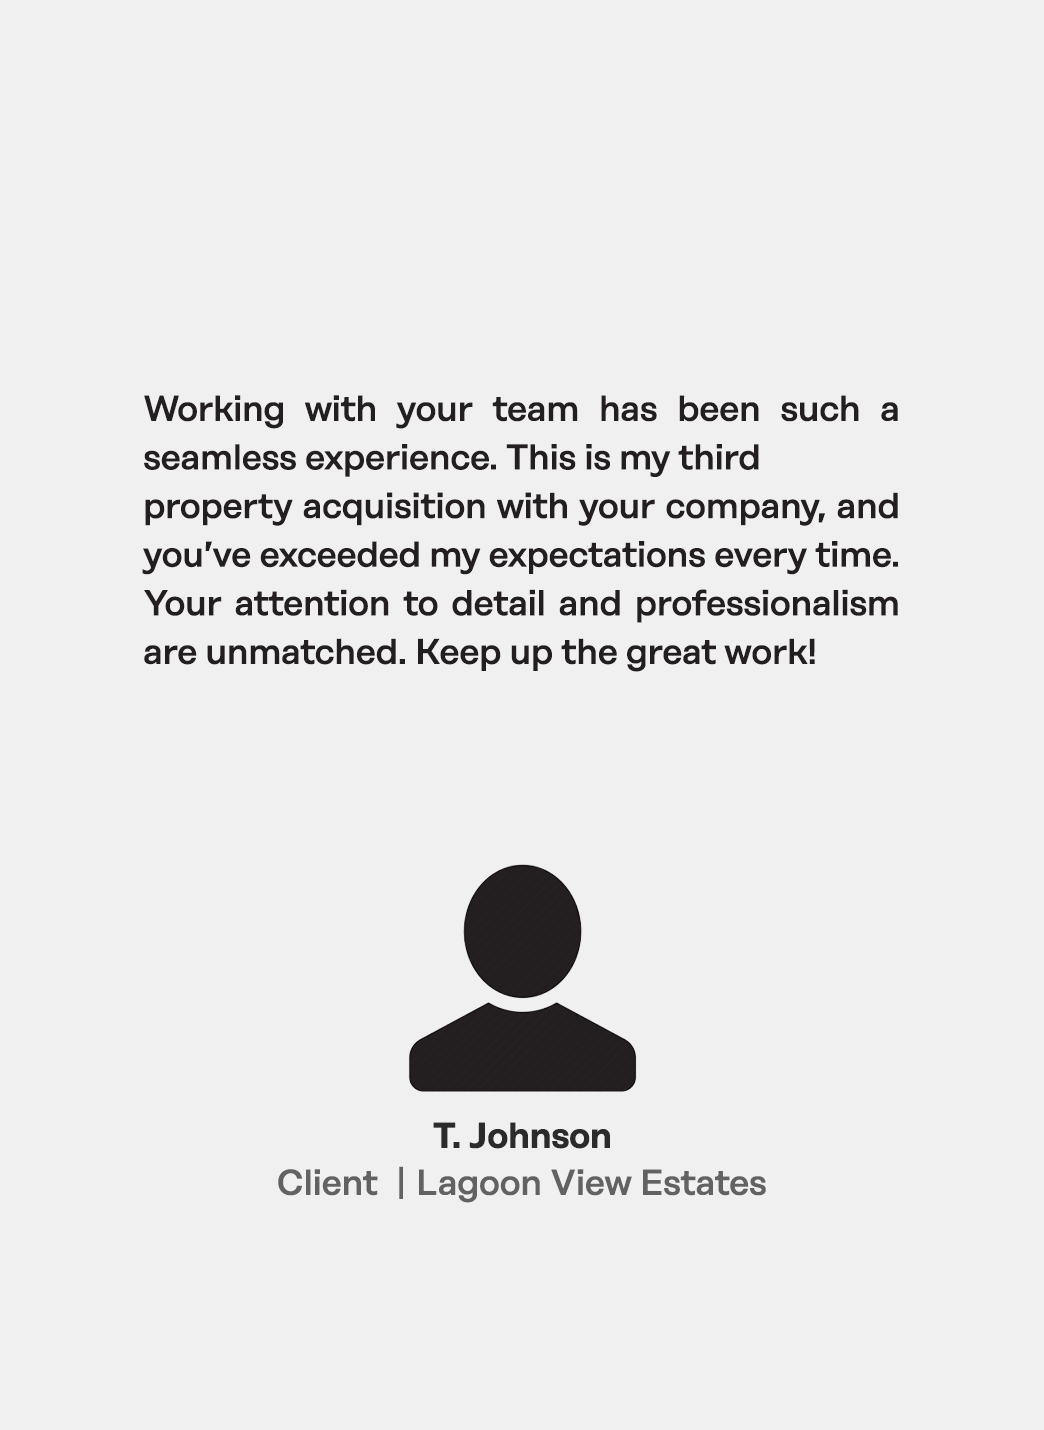 Working with your team has been such a
seamless experience. This is my third
property acquisition with your company, and
you’ve exceeded my expectations every time.
Your attention to detail and professionalism
are unmatched. Keep up the great work!
T. Johnson
Client | Lagoon View Estates